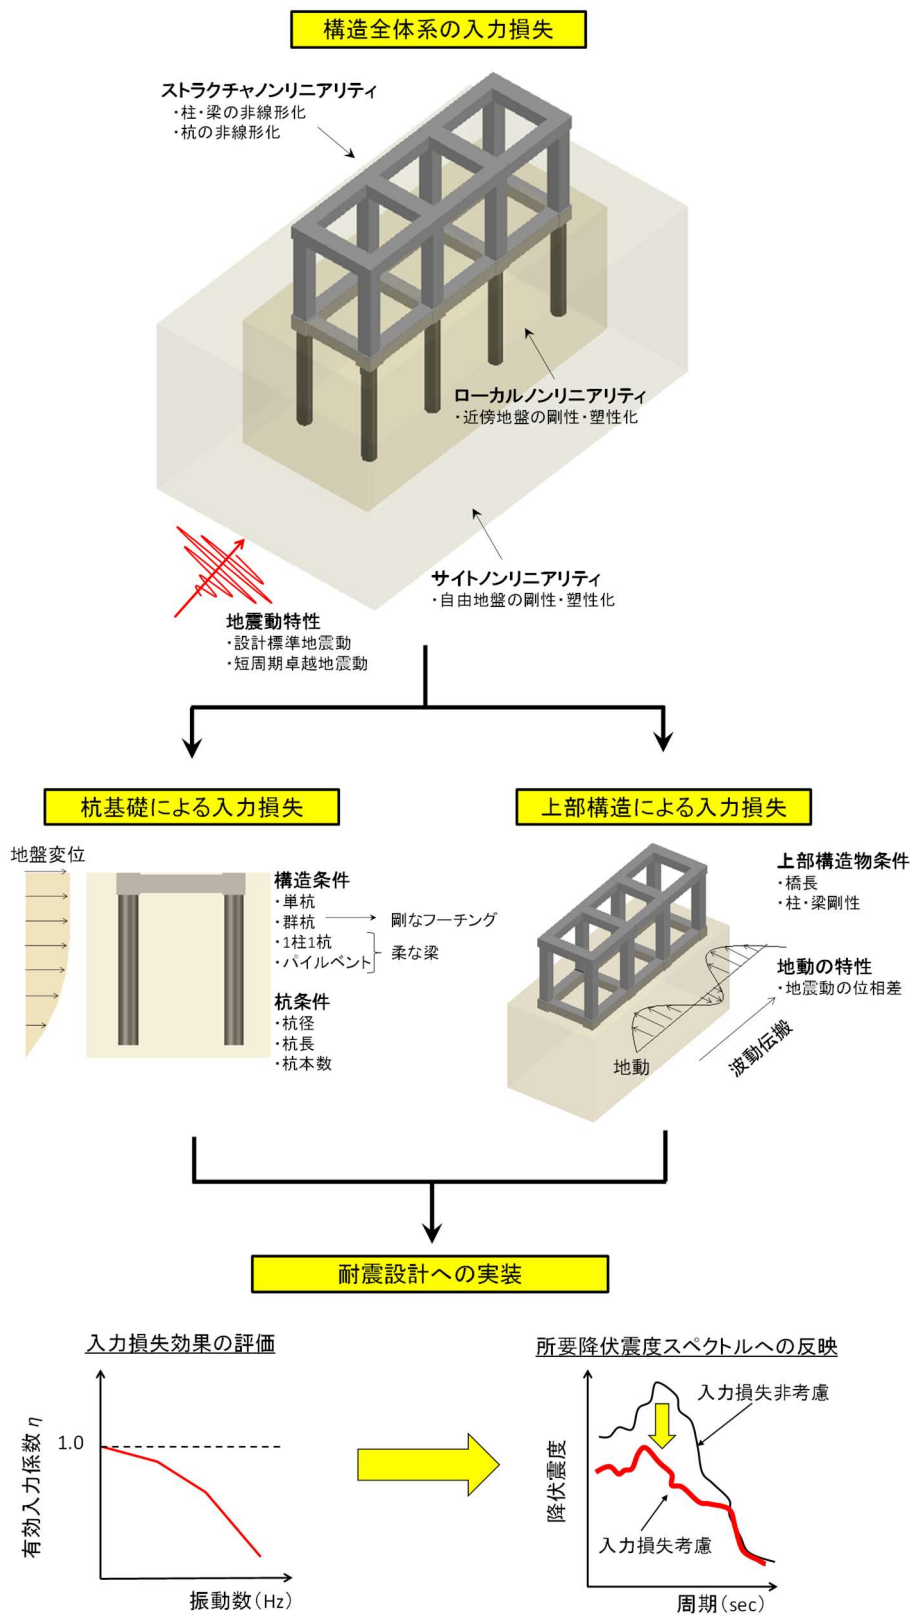 構造全体系の入力損失
ストラクチャノンリニアリティ
・柱・梁の非線形化
・杭の非線形化
ローカルノンリニアリティ
・近傍地盤の剛性・塑性化
サイトノンリニアリティ
・自由地盤の剛性・塑性化
地震動特性
・設計標準地震動
・短周期卓越地震動
杭基礎による入力損失
地盤変位
構造条件
・単杭
・群杭
剛なフーチング
・1柱1杭
・パイルベント
柔な梁
杭条件
・杭径
・杭長
・杭本数
上部構造による入力損失
上部構造物条件
・橋長
・柱・梁剛性
地動の特性
・地震動の位相差
地動
波動伝搬
耐震設計への実装
入力損失効果の評価
有効入力係数 η
1.0
振動数(Hz)
所要降伏震度スペクトルへの反映
入力損失非考慮
降伏震度
入力損失考慮
周期(sec)